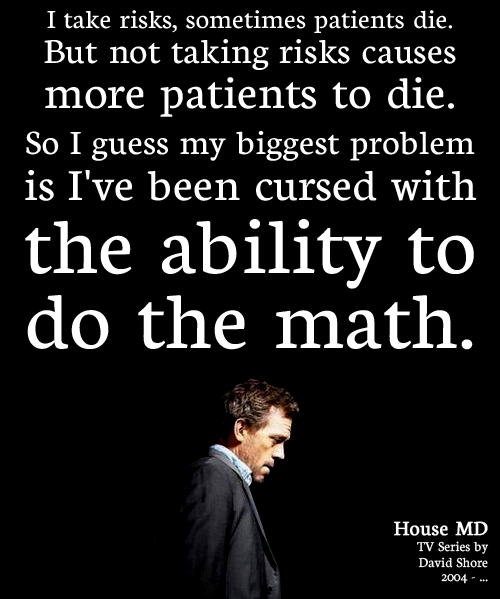 I take risks, sometimes patients die.
But not taking risks causes
more patients to die.
So I guess my biggest problem
is I've been cursed with
the ability to
do the math.
House MD
TV Series by
David Shore
2004 - ...